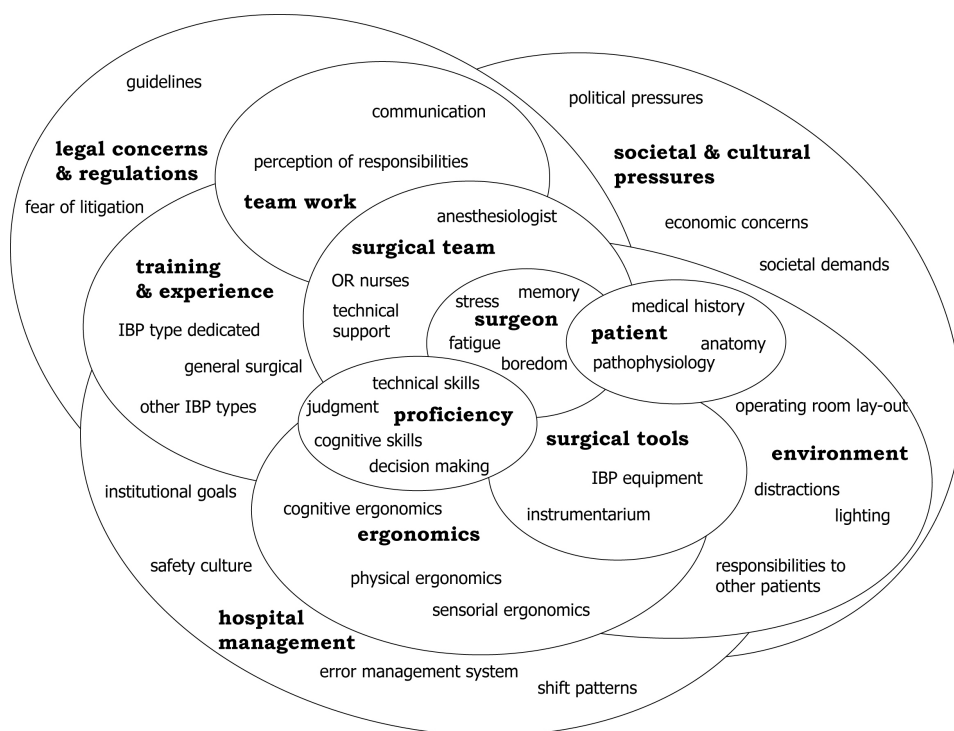 guidelines
political pressures
communication
legal concerns
& regulations
societal & cultural
pressures
perception of responsibilities
team work
fear of litigation
anesthesiologist
economic concerns
surgical team
training
& experience
societal demands
OR nurses
technical
support
stress
memory
surgeon
medical history
IBP type dedicated
patient
fatigue
anatomy
general surgical
boredom
pathophysiology
technical skills
other IBP types
judgment
proficiency
operating room lay-out
cognitive skills
surgical tools
environment
decision making
IBP equipment
institutional goals
distractions
cognitive ergonomics
instrumentarium
lighting
ergonomics
safety culture
physical ergonomics
responsibilities to
other patients
sensorial ergonomics
hospital
management
error management system
shift patterns